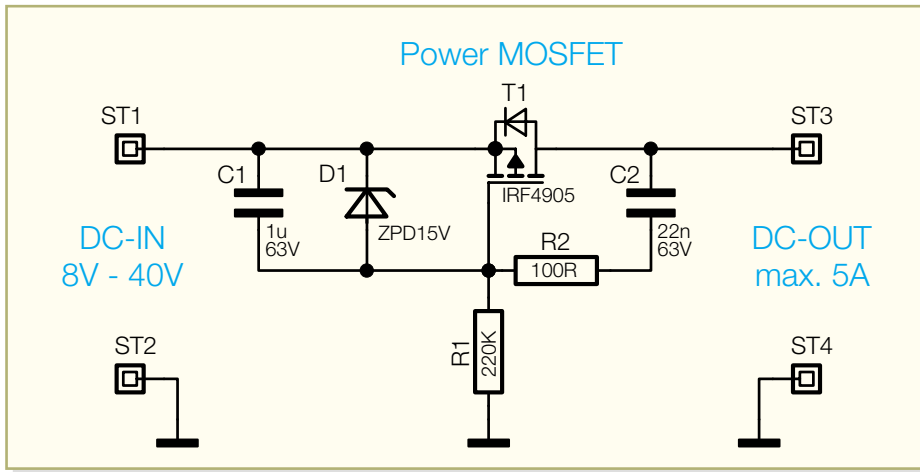 Power MOSFET
T1
ST1
ST3
C1
D1
IRF4905
C2
1u
63V
ZPD15V
22n
63V
DC-IN
8V - 40V
R2
100R
DC-OUT
max. 5A
ST2
R1
220K
ST4